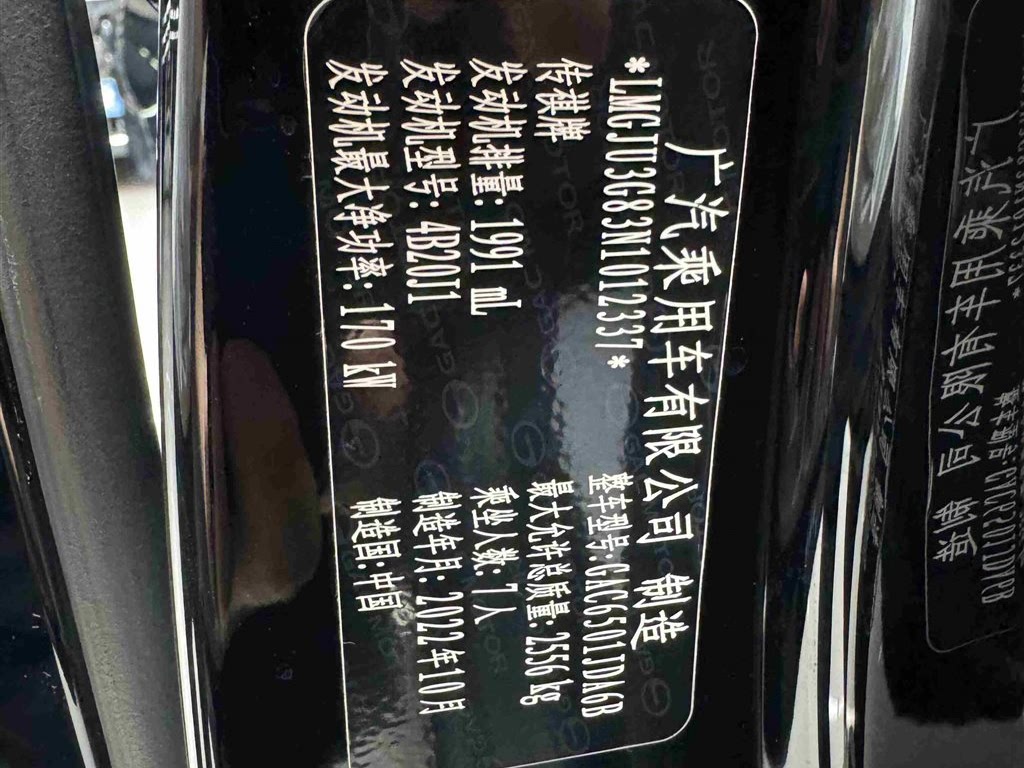 广汽乘用车有限公司 制造
*LMGJU3G83N1012337*
整车型号:GAC6501JDA6B
传祺牌
最大允许总质量:2556 kg
发动机排量:1991 mL
乘坐人数:7人
发动机型号:4B20J1
制造年月:2022年10月
发动机最大净功率:170 kW
制造国:中国